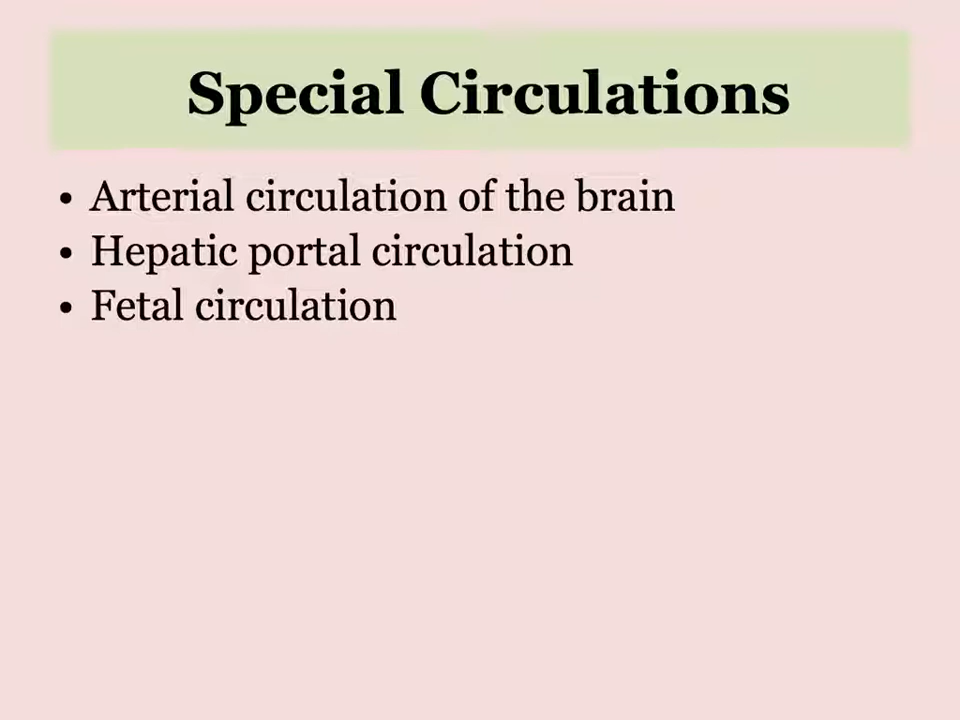 Special Circulations
• Arterial circulation of the brain
• Hepatic portal circulation
• Fetal circulation